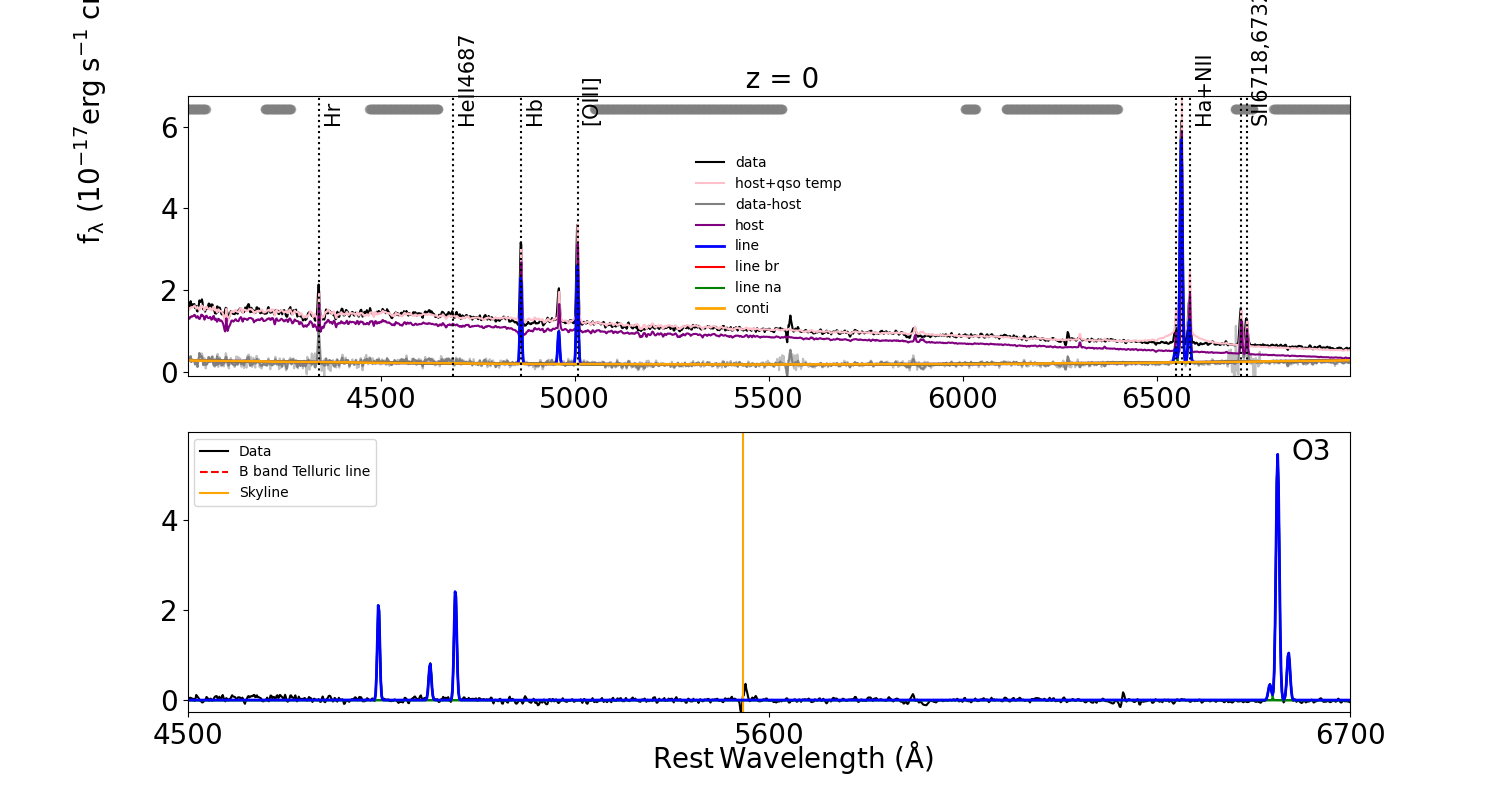 z = 0
f_λ (10^−17 erg s^−1
Hr
HeII4687
Hb
[OIII]
Ha+NII
SII6718,673
6
4
2
0
data
host+qso temp
data-host
host
line
line br
line na
conti
4500 5000 5500 6000 6500
Data
B band Telluric line
Skyline
O3
4
2
0
4500 5600 6700
Rest Wavelength (Å)